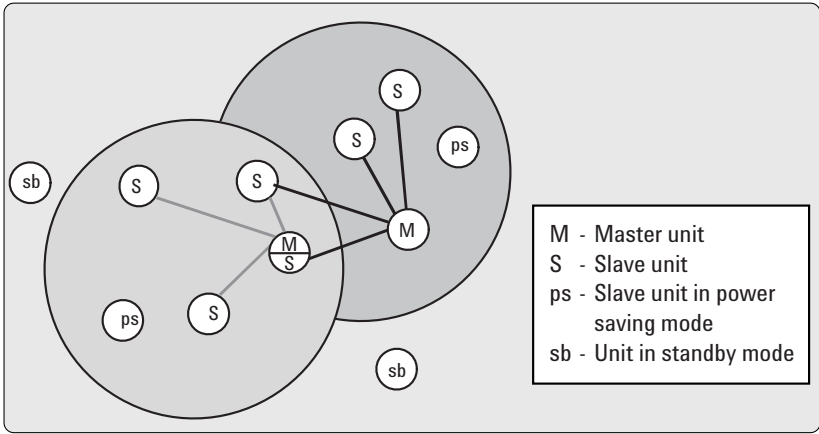 S
S
ps
sb
S
S
M
M
S
S
ps
sb
M - Master unit
S - Slave unit
ps - Slave unit in power
saving mode
sb - Unit in standby mode